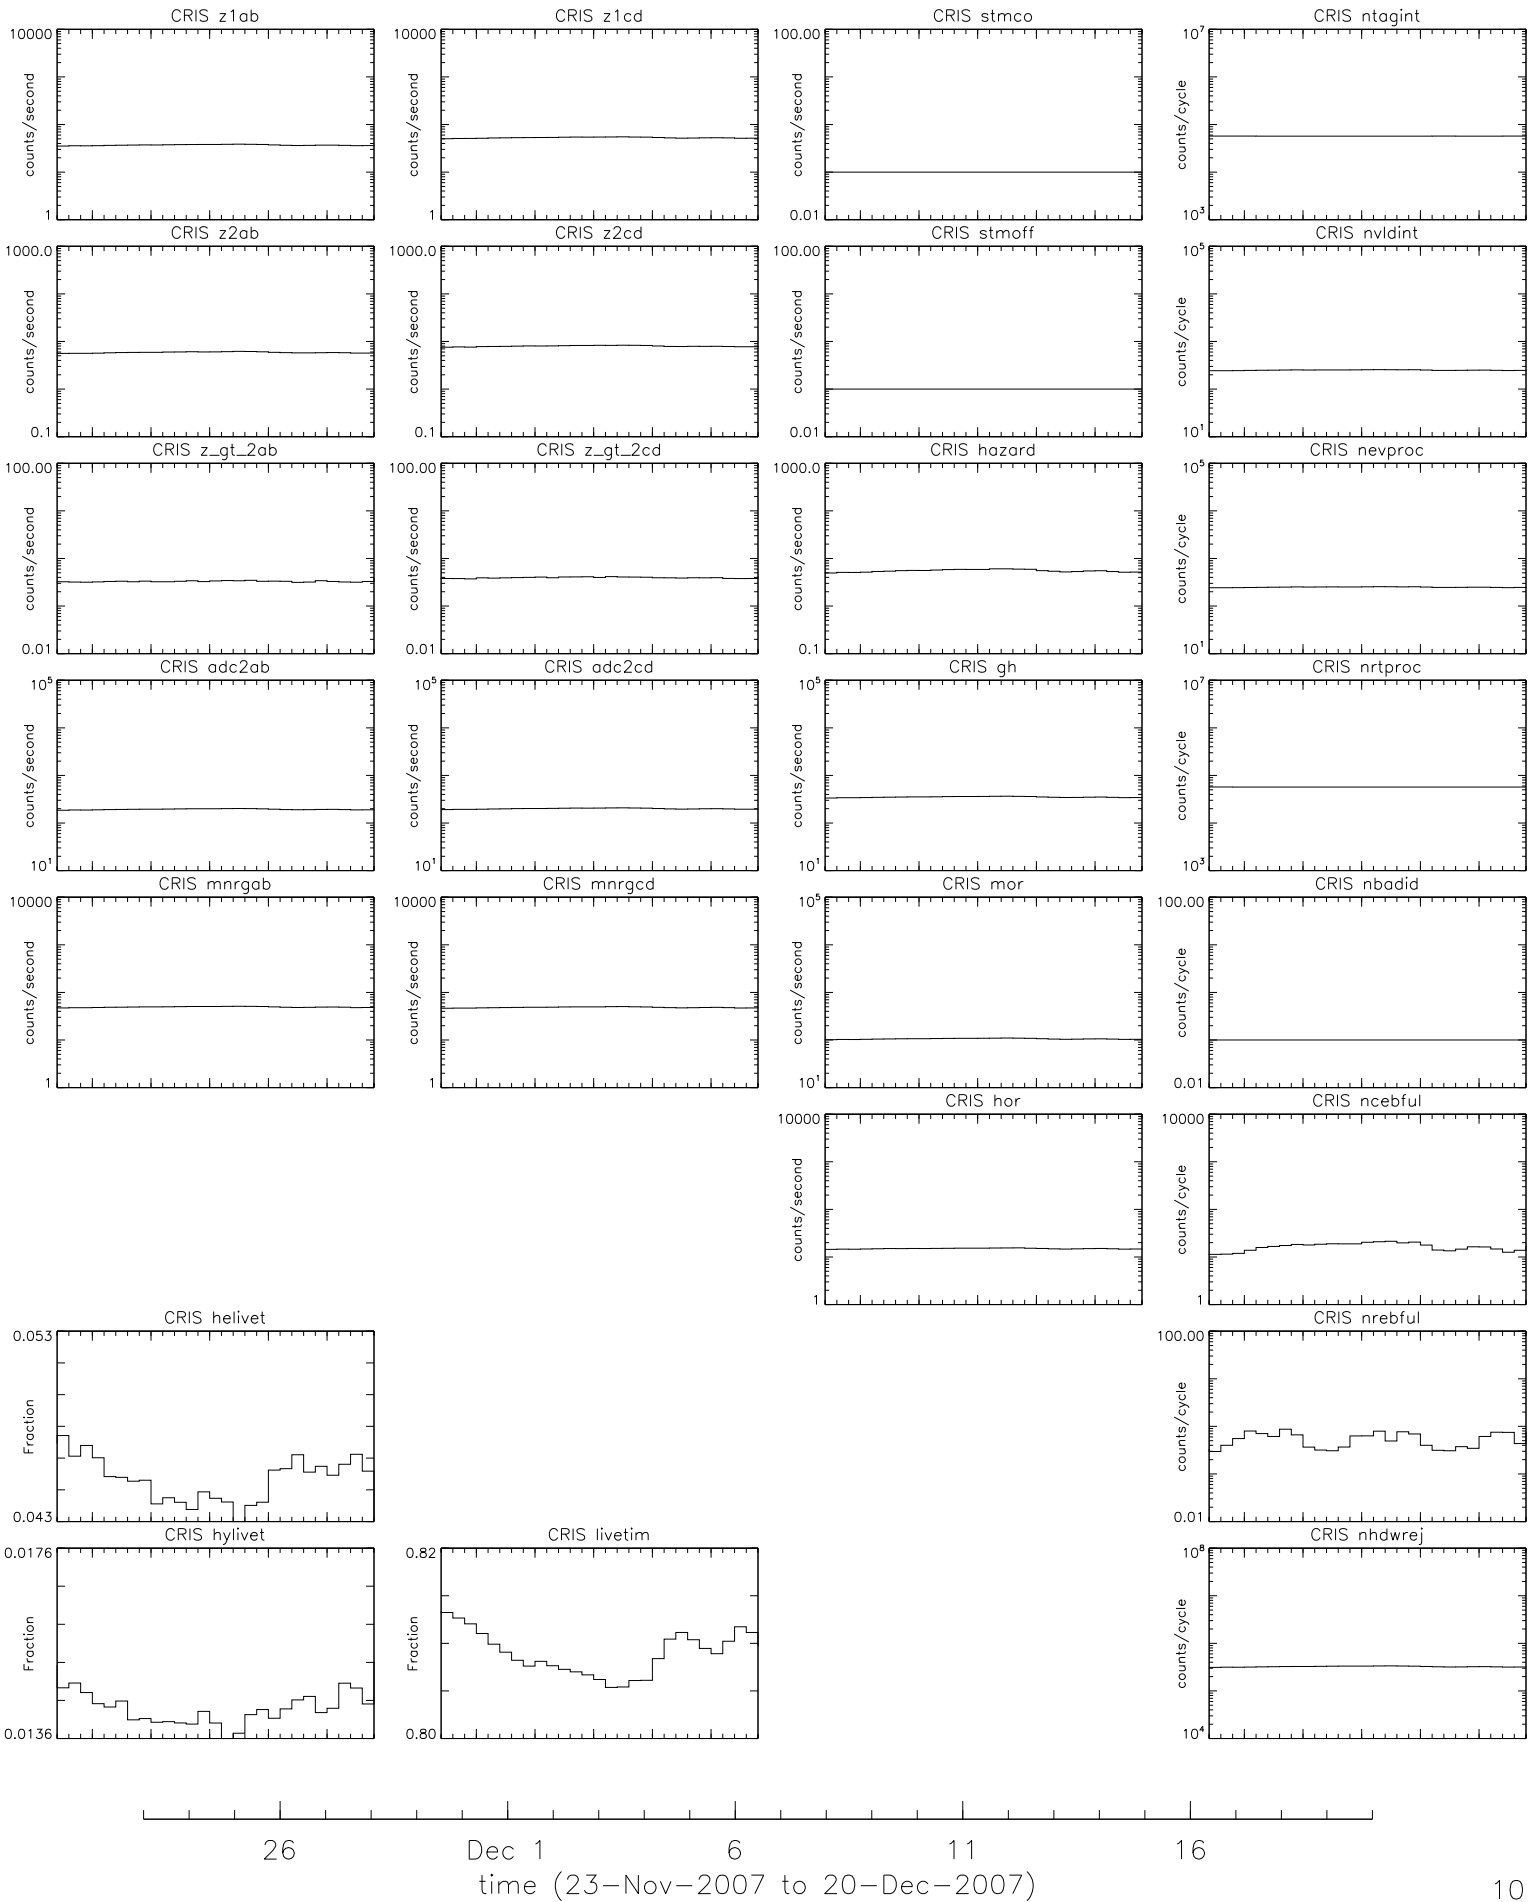 CRIS z1ab
10000
counts/second
1
CRIS z1cd
10000
counts/second
1
CRIS stmco
100.00
counts/second
0.01
CRIS ntagint
10⁷
counts/cycle
10³
CRIS z2ab
1000.0
counts/second
0.1
CRIS z2cd
1000.0
counts/second
0.1
CRIS stmoff
100.00
counts/second
0.01
CRIS nvldint
10⁵
counts/cycle
10¹
CRIS z_gt_2ab
100.00
counts/second
0.01
CRIS z_gt_2cd
100.00
counts/second
0.01
CRIS hazard
1000.0
counts/second
0.1
CRIS nevproc
10⁵
counts/cycle
10¹
CRIS adc2ab
10⁵
counts/second
10¹
CRIS adc2cd
10⁵
counts/second
10¹
CRIS gh
10⁵
counts/second
10¹
CRIS nrtproc
10⁷
counts/cycle
10³
CRIS mnrgab
10000
counts/second
1
CRIS mnrgcd
10000
counts/second
1
CRIS mor
10⁵
counts/second
10¹
CRIS nbadid
100.00
counts/cycle
0.01
CRIS hor
10000
counts/second
1
CRIS ncebful
10000
counts/cycle
1
CRIS helivet
0.053
Fraction
0.043
CRIS nrebful
100.00
counts/cycle
0.01
CRIS hylivet
0.0176
Fraction
0.0136
CRIS livetim
0.82
Fraction
0.80
CRIS nhdwrej
10⁸
counts/cycle
10⁴
26 Dec 1 6 11 16
time (23-Nov-2007 to 20-Dec-2007)
10